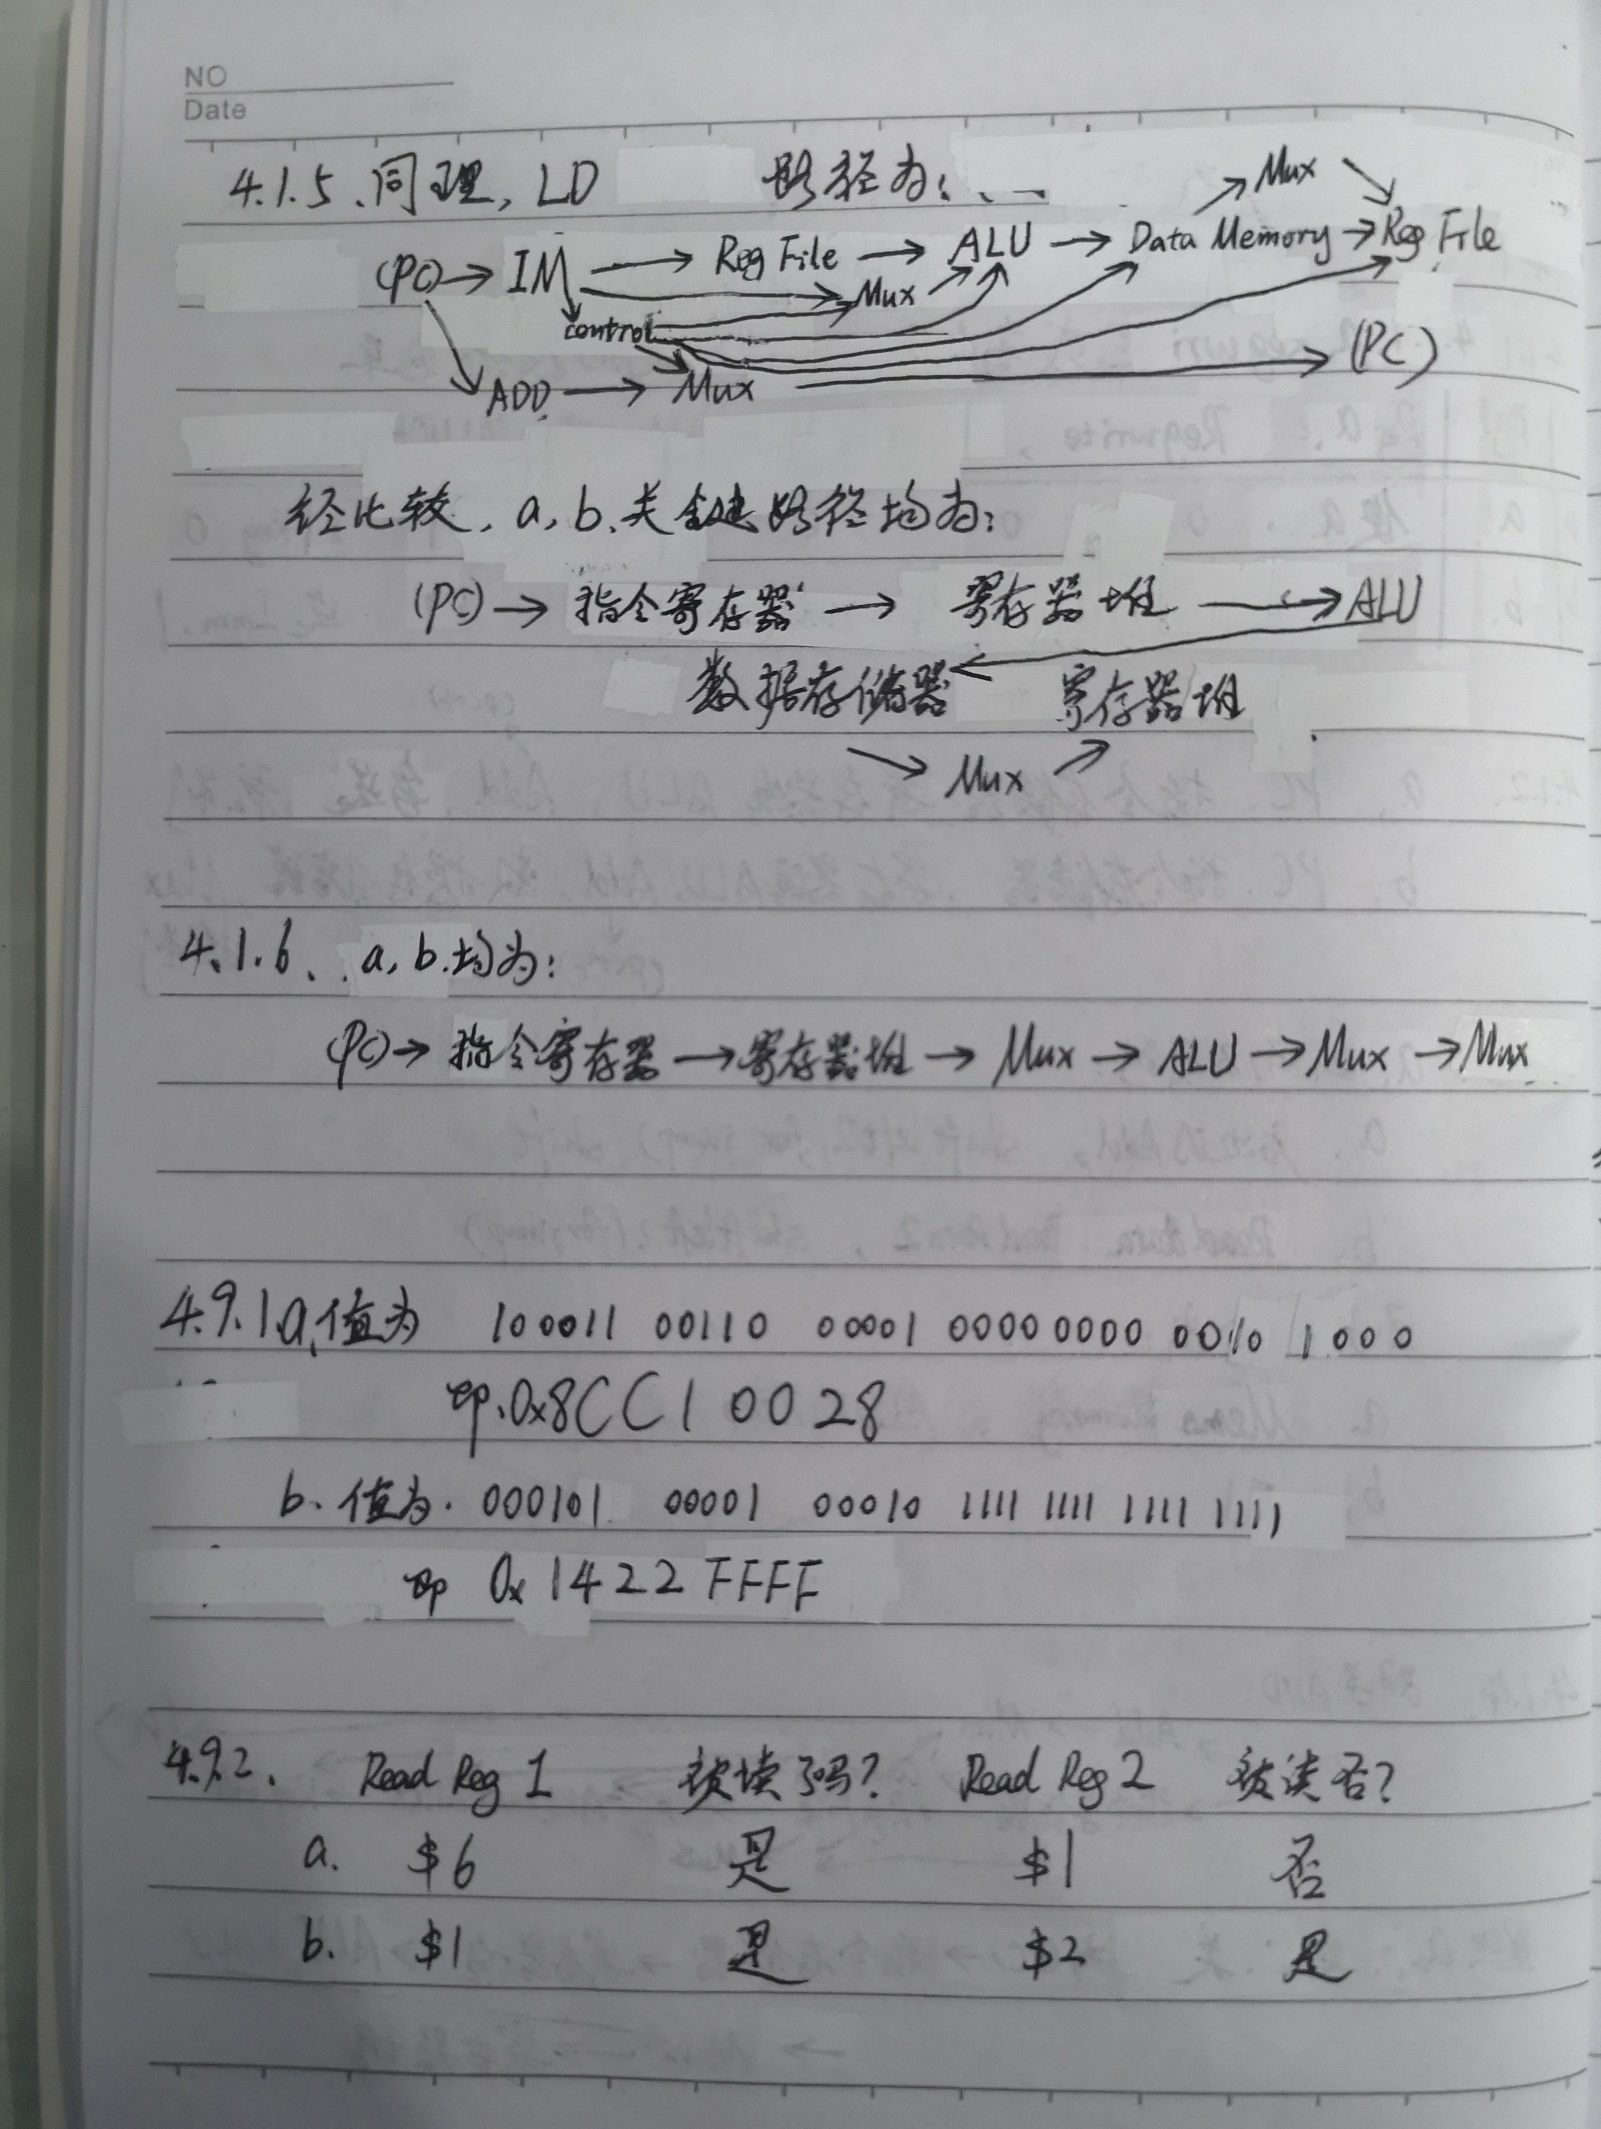 NO
Date
4.1.5、同理, LD 路径为:
Mux
(PC)→ IM → Reg File → ALU → Data Memory → Reg File
Mux
control
(PC)
ADD → Mux
经比较, a, b, 关键路径均为:
(PC)→ 指令寄存器 → 寄存器堆 → ALU
数据存储器 寄存器堆
→ Mux
4.1.6、a, b.均为:
(PC)→ 指令寄存器 → 寄存器堆 → Mux → ALU → Mux → Mux
4.9.1.a.值为 100011 00110 00001 0000 0000 0010 1000
即.0x8CC10028
b. 值为. 000101 00001 00010 1111 1111 1111 1111
即 0x1422FFFF
4.9.2. Read Reg 1 被读了吗? Read Reg 2 被读否?
a. $6 是 $1 否
b. $1 是 $2 是